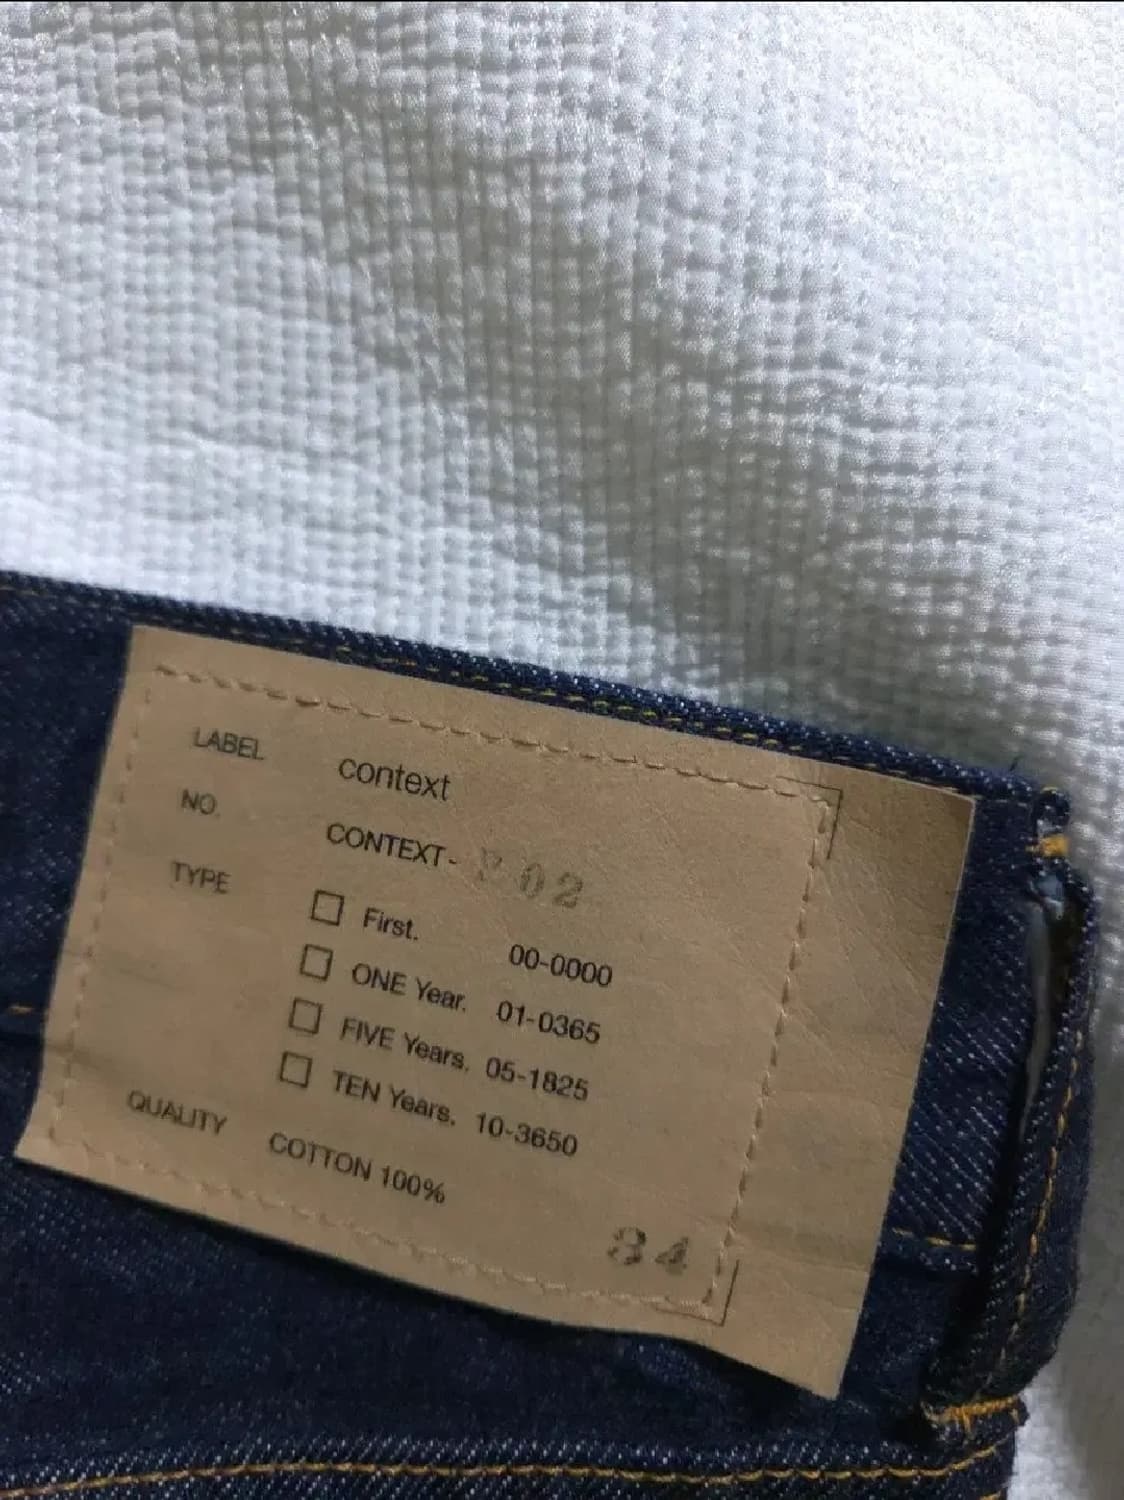 LABEL context
NO. CONTEXT- 02
TYPE
☐ First. 00-0000
☐ ONE Year. 01-0365
☐ FIVE Years. 05-1825
☐ TEN Years. 10-3650
QUALITY COTTON 100%
34